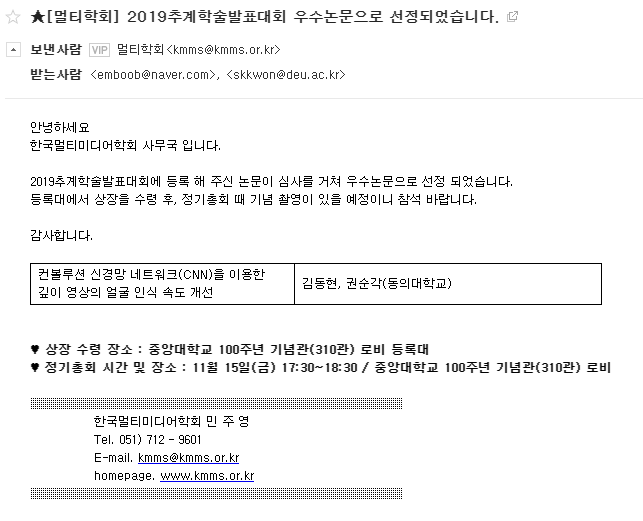 ★[멀티학회] 2019추계학술발표대회 우수논문으로 선정되었습니다.
보낸사람 VIP 멀티학회<kmms@kmms.or.kr>
받는사람 <emboob@naver.com>, <skkwon@deu.ac.kr>
안녕하세요
한국멀티미디어학회 사무국 입니다.
2019추계학술발표대회에 등록 해 주신 논문이 심사를 거쳐 우수논문으로 선정 되었습니다.
등록대에서 상장을 수령 후, 정기총회 때 기념 촬영이 있을 예정이니 참석 바랍니다.
감사합니다.
컨볼루션 신경망 네트워크(CNN)을 이용한
깊이 영상의 얼굴 인식 속도 개선
김동현, 권순각(동의대학교)
♥ 상장 수령 장소 : 중앙대학교 100주년 기념관(310관) 로비 등록대
♥ 정기총회 시간 및 장소 : 11월 15일(금) 17:30~18:30 / 중앙대학교 100주년 기념관(310관) 로비
한국멀티미디어학회 민 주 영
Tel. 051) 712 - 9601
E-mail. kmms@kmms.or.kr
homepage. www.kmms.or.kr